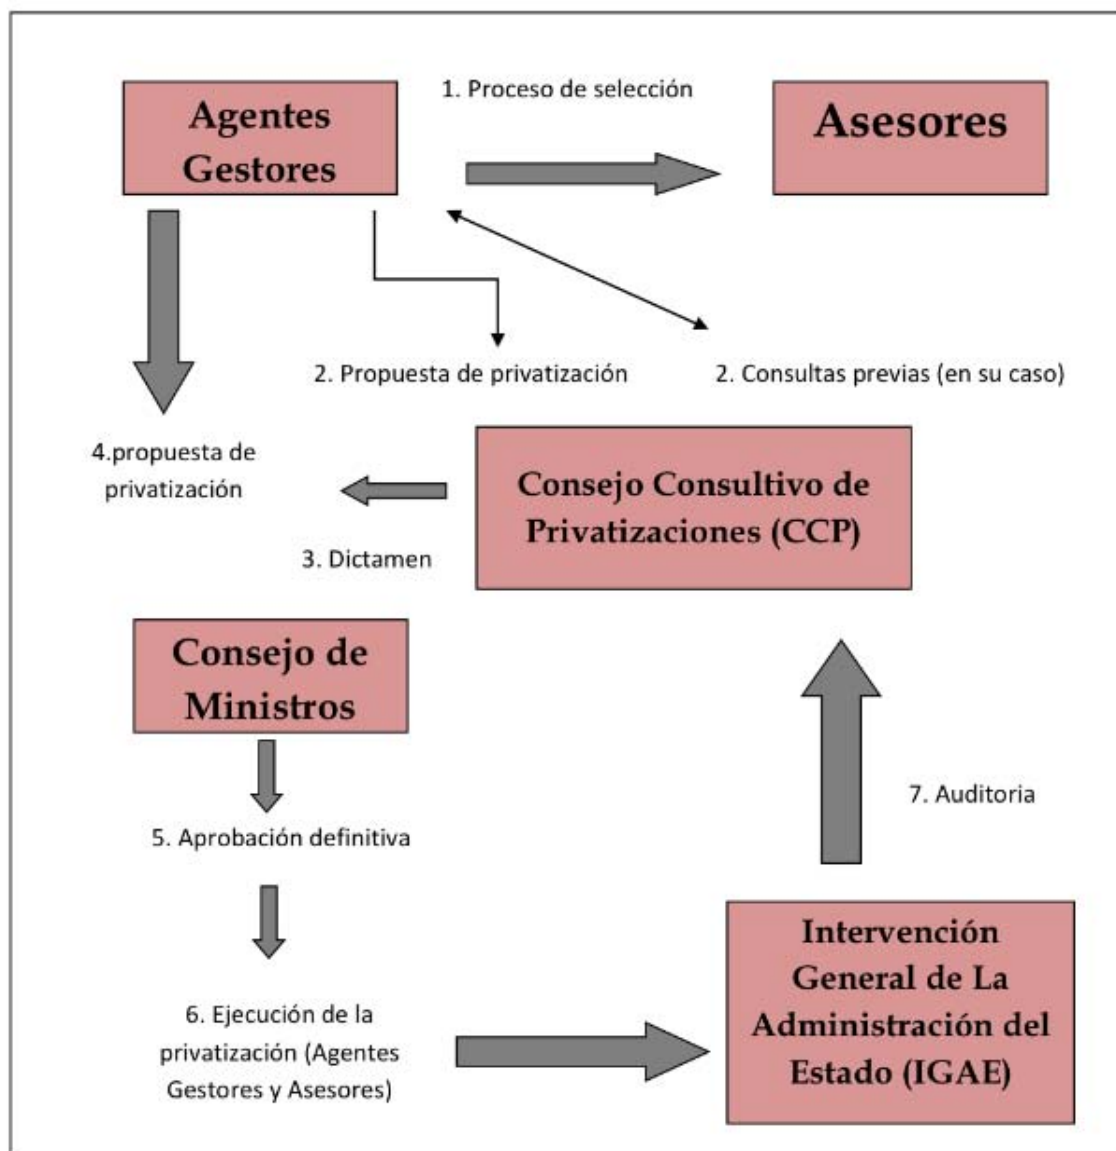 1. Proceso de selección
Agentes
Gestores
Asesores
2. Propuesta de privatización
2. Consultas previas (en su caso)
4.propuesta de
privatización
Consejo Consultivo de
Privatizaciones (CCP)
3. Dictamen
Consejo de
Ministros
7. Auditoria
5. Aprobación definitiva
6. Ejecución de la
privatización (Agentes
Gestores y Asesores)
Intervención
General de La
Administración del
Estado (IGAE)